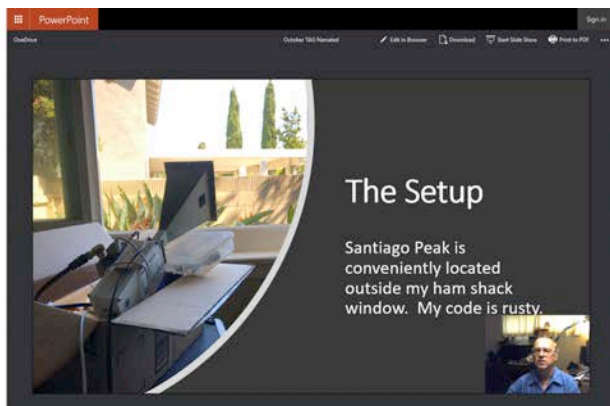 PowerPoint
Sign in
OneDrive
October TAS Narrated
Edit in Browser
Download
Start Slide Show
Print to PDF
The Setup
Santiago Peak is
conveniently located
outside my ham shack
window.  My code is rusty.